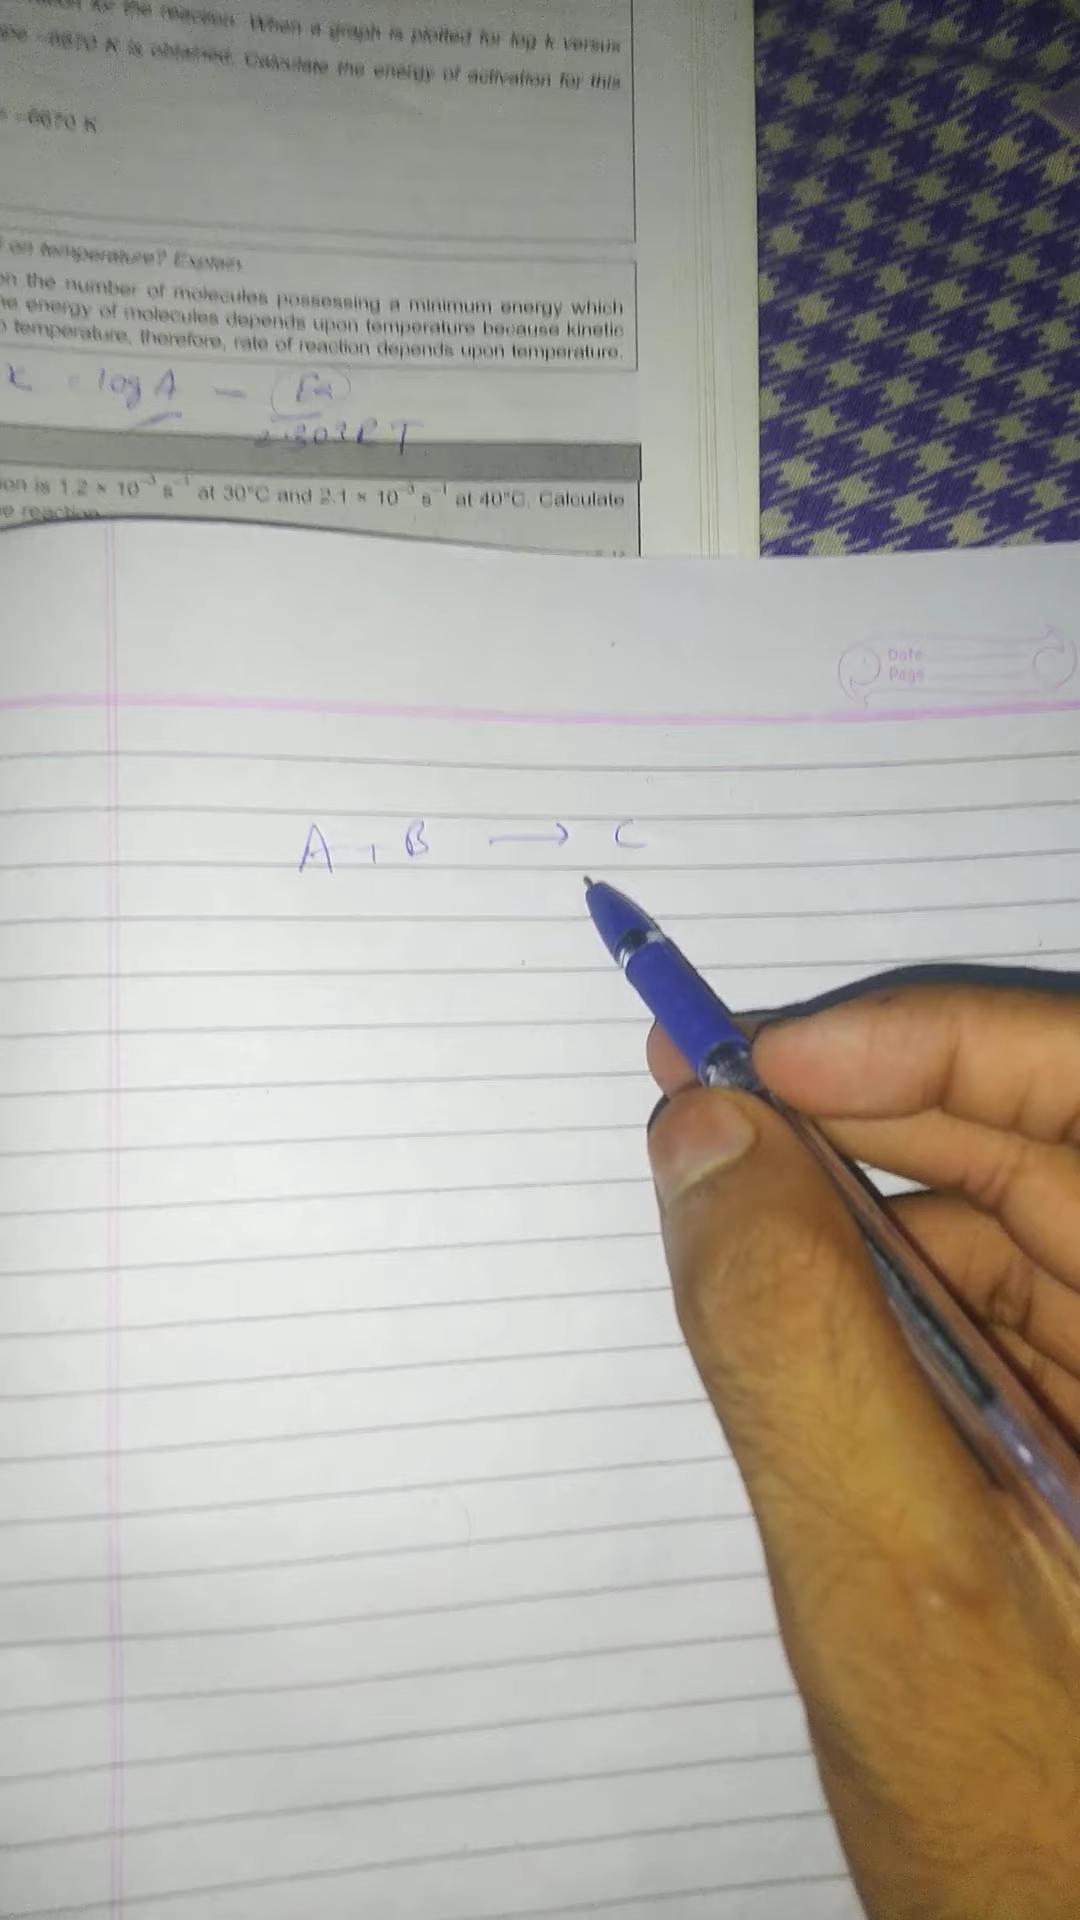 for the reaction. When a graph is plotted for log k versus
-6670 K is obtained. Calculate the energy of activation for this
= -6670 K
on temperature? Explain
on the number of molecules possessing a minimum energy which
energy of molecules depends upon temperature because kinetic
temperature, therefore, rate of reaction depends upon temperature.
K = log A - Ea
2.303RT
is 1.2 × 10⁻³ s⁻¹ at 30°C and 2.1 × 10⁻³ s⁻¹ at 40°C. Calculate
reaction
Date
Page
A + B → C